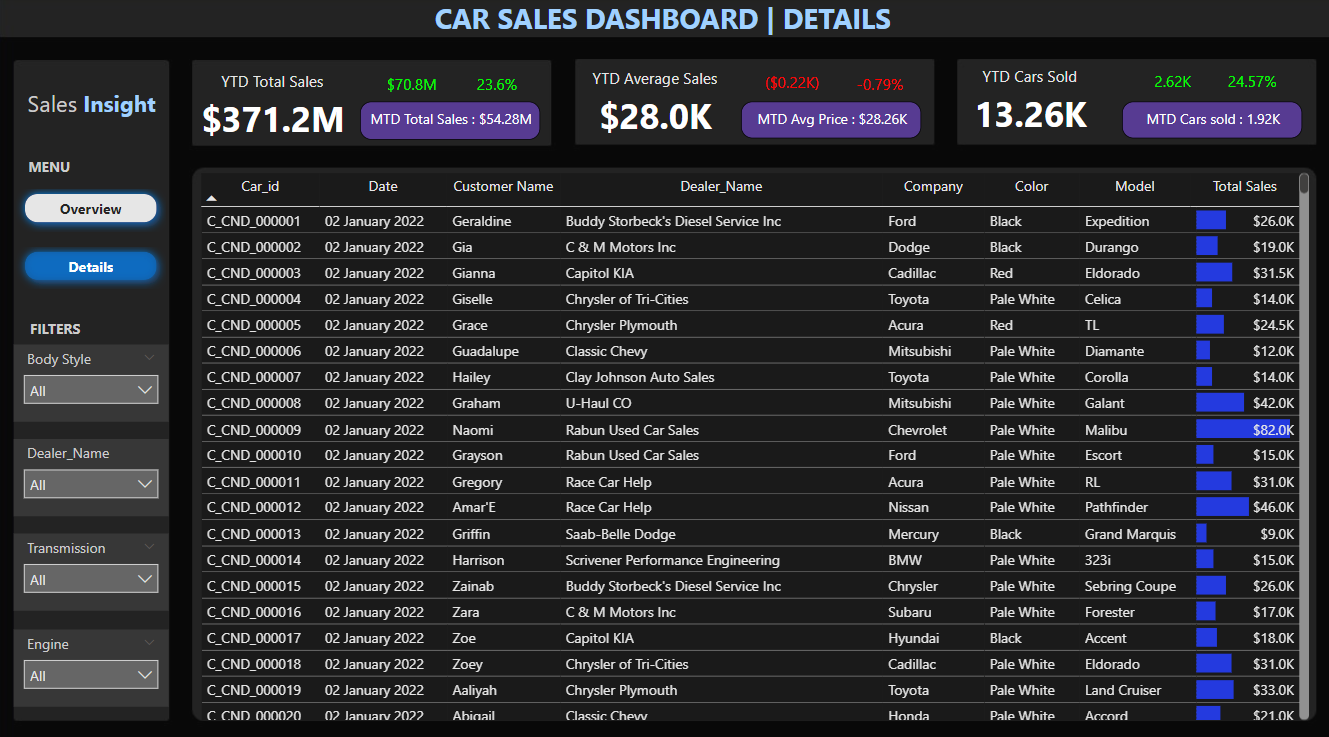 CAR SALES DASHBOARD | DETAILS
Sales Insight
MENU
Overview
Details
FILTERS
Body Style
All
Dealer_Name
All
Transmission
All
Engine
All
YTD Total Sales
$70.8M 23.6%
$371.2M
MTD Total Sales : $54.28M
YTD Average Sales
($0.22K) -0.79%
$28.0K
MTD Avg Price : $28.26K
YTD Cars Sold
2.62K 24.57%
13.26K
MTD Cars sold : 1.92K
Car_id Date Customer Name Dealer_Name Company Color Model Total Sales
C_CND_000001 02 January 2022 Geraldine Buddy Storbeck's Diesel Service Inc Ford Black Expedition $26.0K
C_CND_000002 02 January 2022 Gia C & M Motors Inc Dodge Black Durango $19.0K
C_CND_000003 02 January 2022 Gianna Capitol KIA Cadillac Red Eldorado $31.5K
C_CND_000004 02 January 2022 Giselle Chrysler of Tri-Cities Toyota Pale White Celica $14.0K
C_CND_000005 02 January 2022 Grace Chrysler Plymouth Acura Red TL $24.5K
C_CND_000006 02 January 2022 Guadalupe Classic Chevy Mitsubishi Pale White Diamante $12.0K
C_CND_000007 02 January 2022 Hailey Clay Johnson Auto Sales Toyota Pale White Corolla $14.0K
C_CND_000008 02 January 2022 Graham U-Haul CO Mitsubishi Pale White Galant $42.0K
C_CND_000009 02 January 2022 Naomi Rabun Used Car Sales Chevrolet Pale White Malibu $82.0K
C_CND_000010 02 January 2022 Grayson Rabun Used Car Sales Ford Pale White Escort $15.0K
C_CND_000011 02 January 2022 Gregory Race Car Help Acura Pale White RL $31.0K
C_CND_000012 02 January 2022 Amar'E Race Car Help Nissan Pale White Pathfinder $46.0K
C_CND_000013 02 January 2022 Griffin Saab-Belle Dodge Mercury Black Grand Marquis $9.0K
C_CND_000014 02 January 2022 Harrison Scrivener Performance Engineering BMW Pale White 323i $15.0K
C_CND_000015 02 January 2022 Zainab Buddy Storbeck's Diesel Service Inc Chrysler Pale White Sebring Coupe $26.0K
C_CND_000016 02 January 2022 Zara C & M Motors Inc Subaru Pale White Forester $17.0K
C_CND_000017 02 January 2022 Zoe Capitol KIA Hyundai Black Accent $18.0K
C_CND_000018 02 January 2022 Zoey Chrysler of Tri-Cities Cadillac Pale White Eldorado $31.0K
C_CND_000019 02 January 2022 Aaliyah Chrysler Plymouth Toyota Pale White Land Cruiser $33.0K
C_CND_000020 02 January 2022 Abigail Classic Chevy Honda Pale White Accord $21.0K